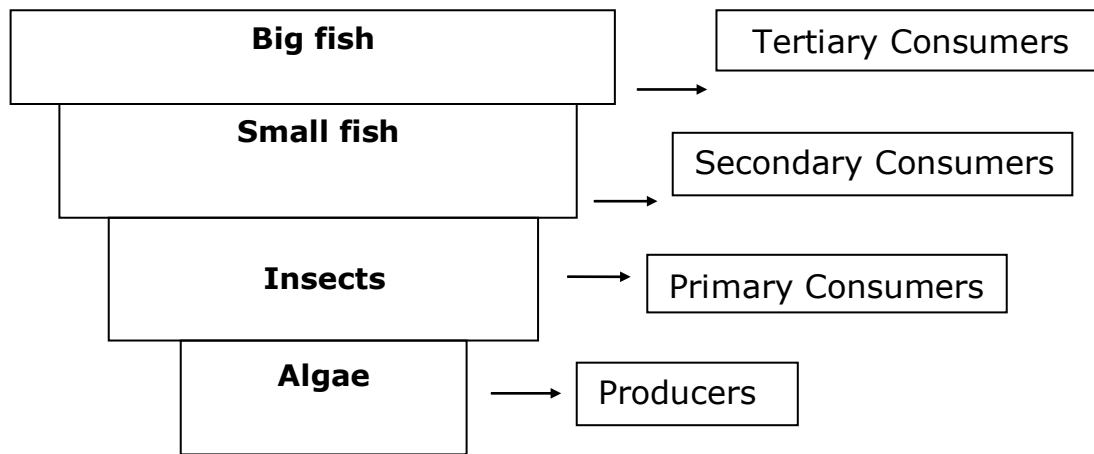 Big fish
Tertiary Consumers
Small fish
Secondary Consumers
Insects
Primary Consumers
Algae
Producers